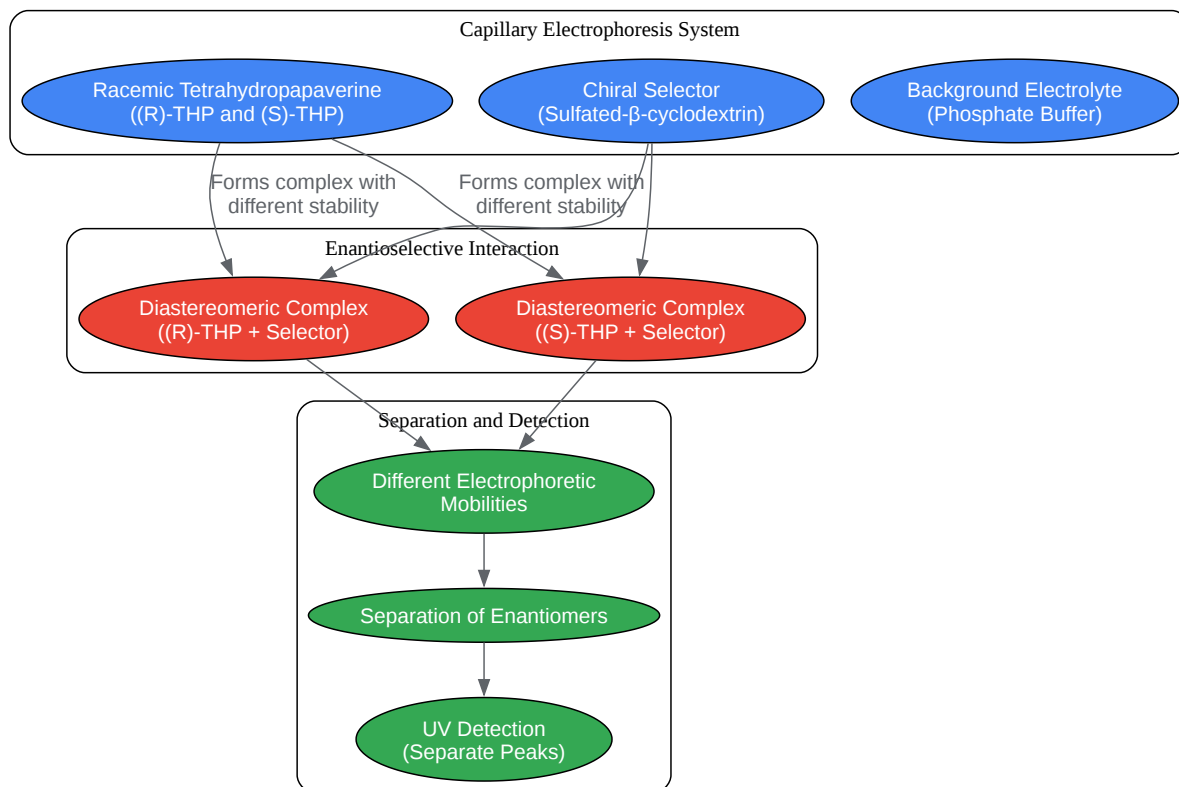 Capillary Electrophoresis System
Racemic Tetrahydropapaverine
((R)-THP and (S)-THP)
Chiral Selector
(Sulfated-β-cyclodextrin)
Background Electrolyte
(Phosphate Buffer)
Forms complex with
different stability
Forms complex with
different stability
Enantioselective Interaction
Diastereomeric Complex
((R)-THP + Selector)
Diastereomeric Complex
((S)-THP + Selector)
Separation and Detection
Different Electrophoretic
Mobilities
Separation of Enantiomers
UV Detection
(Separate Peaks)